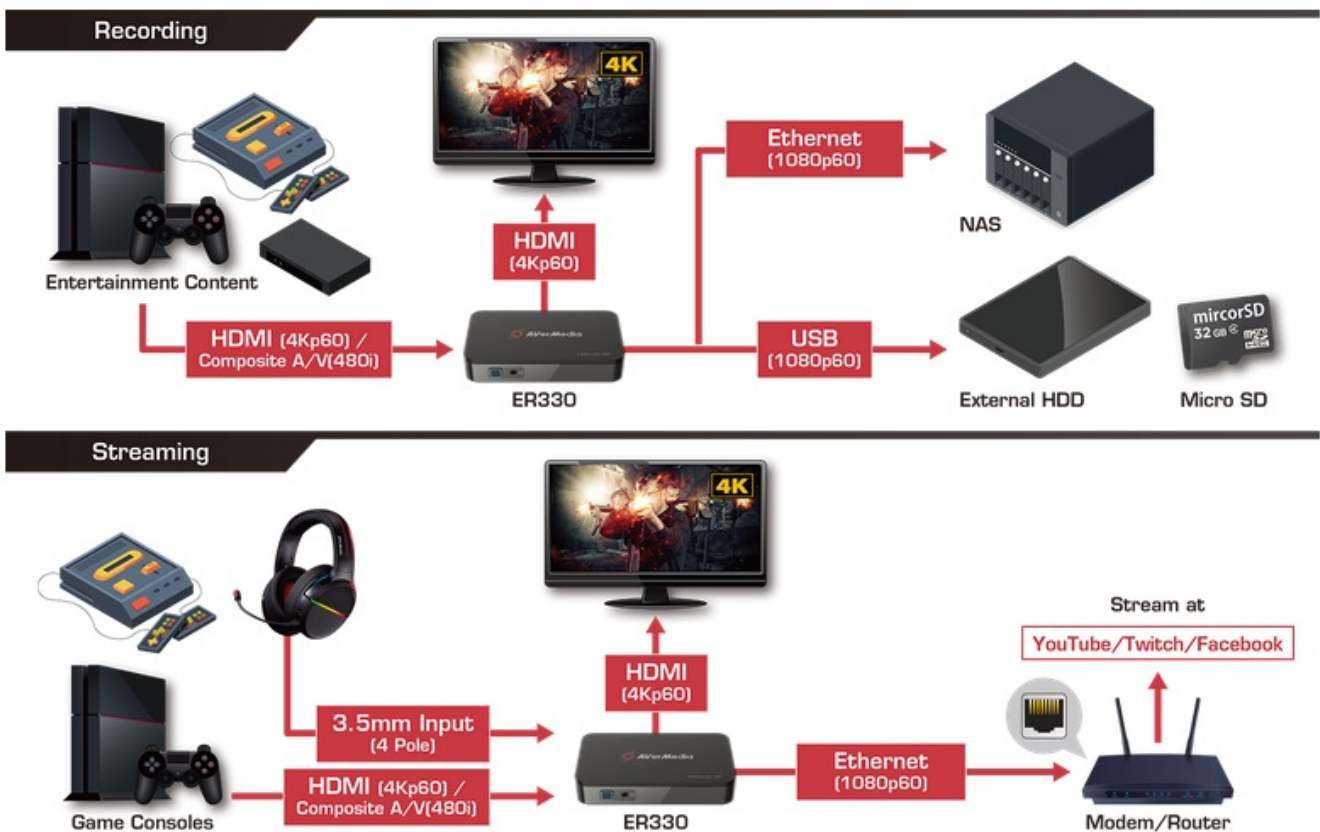 Recording
4K
Ethernet
(1080p60)
NAS
HDMI
(4Kp60)
Entertainment Content
HDMI (4Kp60) /
Composite A/V(480i)
AVerMedia
ER330
USB
(1080p60)
External HDD
mircorSD
32 GB 4
micro
Micro SD
Streaming
4K
Stream at
YouTube/Twitch/Facebook
HDMI
(4Kp60)
3.5mm Input
(4 Pole)
HDMI (4Kp60) /
Composite A/V(480i)
Game Consoles
AVerMedia
ER330
Ethernet
(1080p60)
Modem/Router